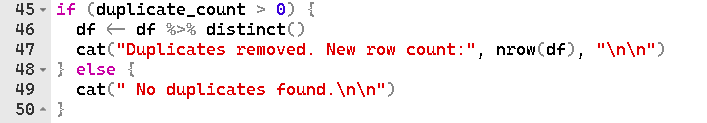 45 if (duplicate_count > 0) {
46   df <- df %>% distinct()
47   cat("Duplicates removed. New row count:", nrow(df), "\n\n")
48 } else {
49   cat(" No duplicates found.\n\n")
50 }